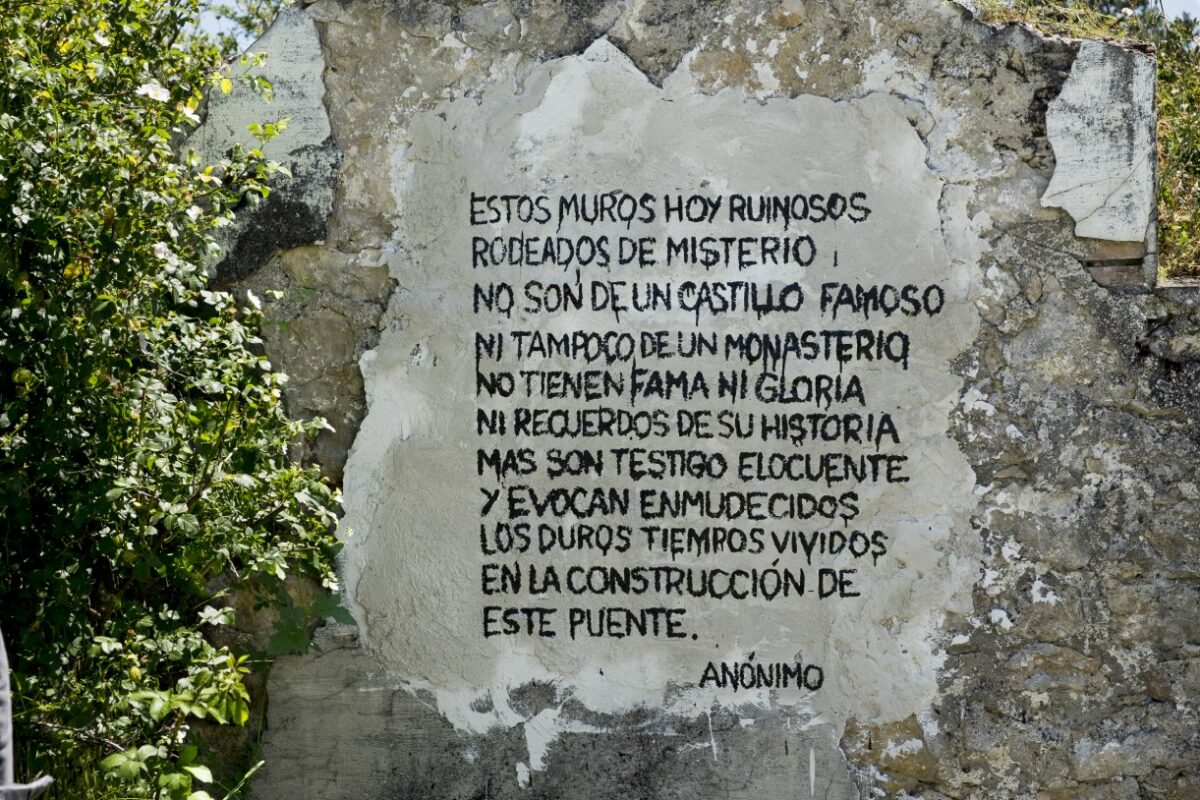 ESTOS MUROS HOY RUINOSOS
RODEADOS DE MISTERIO
NO SON DE UN CASTILLO FAMOSO
NI TAMPOCO DE UN MONASTERIO
NO TIENEN FAMA NI GLORIA
NI RECUERDOS DE SU HISTORIA
MAS SON TESTIGO ELOCUENTE
Y EVOCAN ENMUDECIDOS
LOS DUROS TIEMPOS VIVIDOS
EN LA CONSTRUCCIÓN DE
ESTE PUENTE.
ANÓNIMO